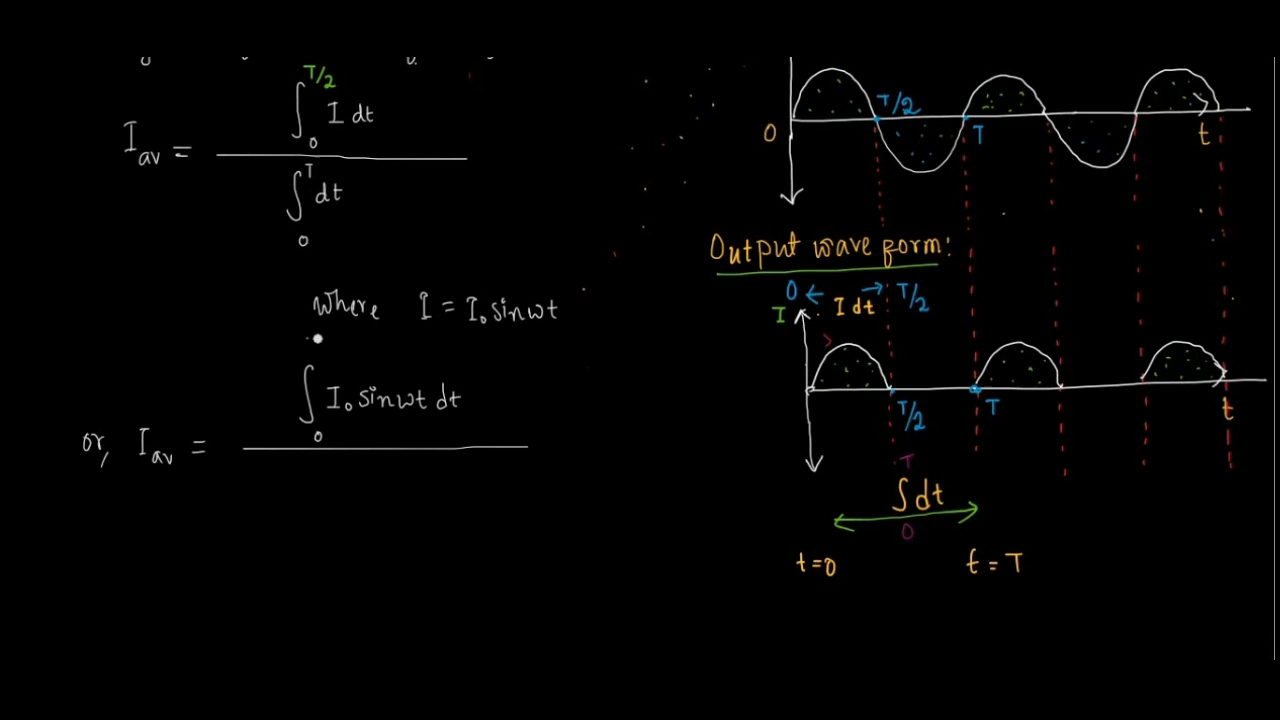 T/2
∫ I dt
0
I_av =
T
∫ dt
0
where I = I₀ sinωt
∫ I₀ sinωt dt
0
or, I_av =
T/2
0
T
t
Output wave form:
0 ← → T/2
I
I dt
T/2
T
t
T
∫ dt
0
t=0
t = T